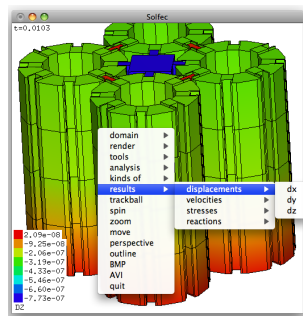 Solfec
t=0.0103
domain
render
tools
analysis
kinds of
results
trackball
spin
zoom
move
perspective
outline
BMP
AVI
quit
displacements
velocities
stresses
reactions
dx
dy
dz
2.09e-08
-9.25e-08
-2.06e-07
-3.19e-07
-4.33e-07
-5.46e-07
-6.60e-07
-7.73e-07
DZ